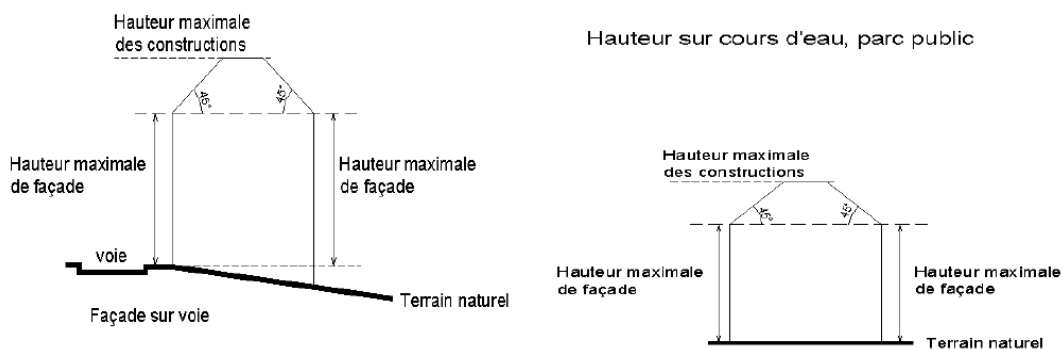 Hauteur maximale
des constructions
45°
45°
Hauteur maximale
de façade
Hauteur maximale
de façade
voie
Terrain naturel
Façade sur voie
Hauteur sur cours d'eau, parc public
Hauteur maximale
des constructions
45°
45°
Hauteur maximale
de façade
Hauteur maximale
de façade
Terrain naturel